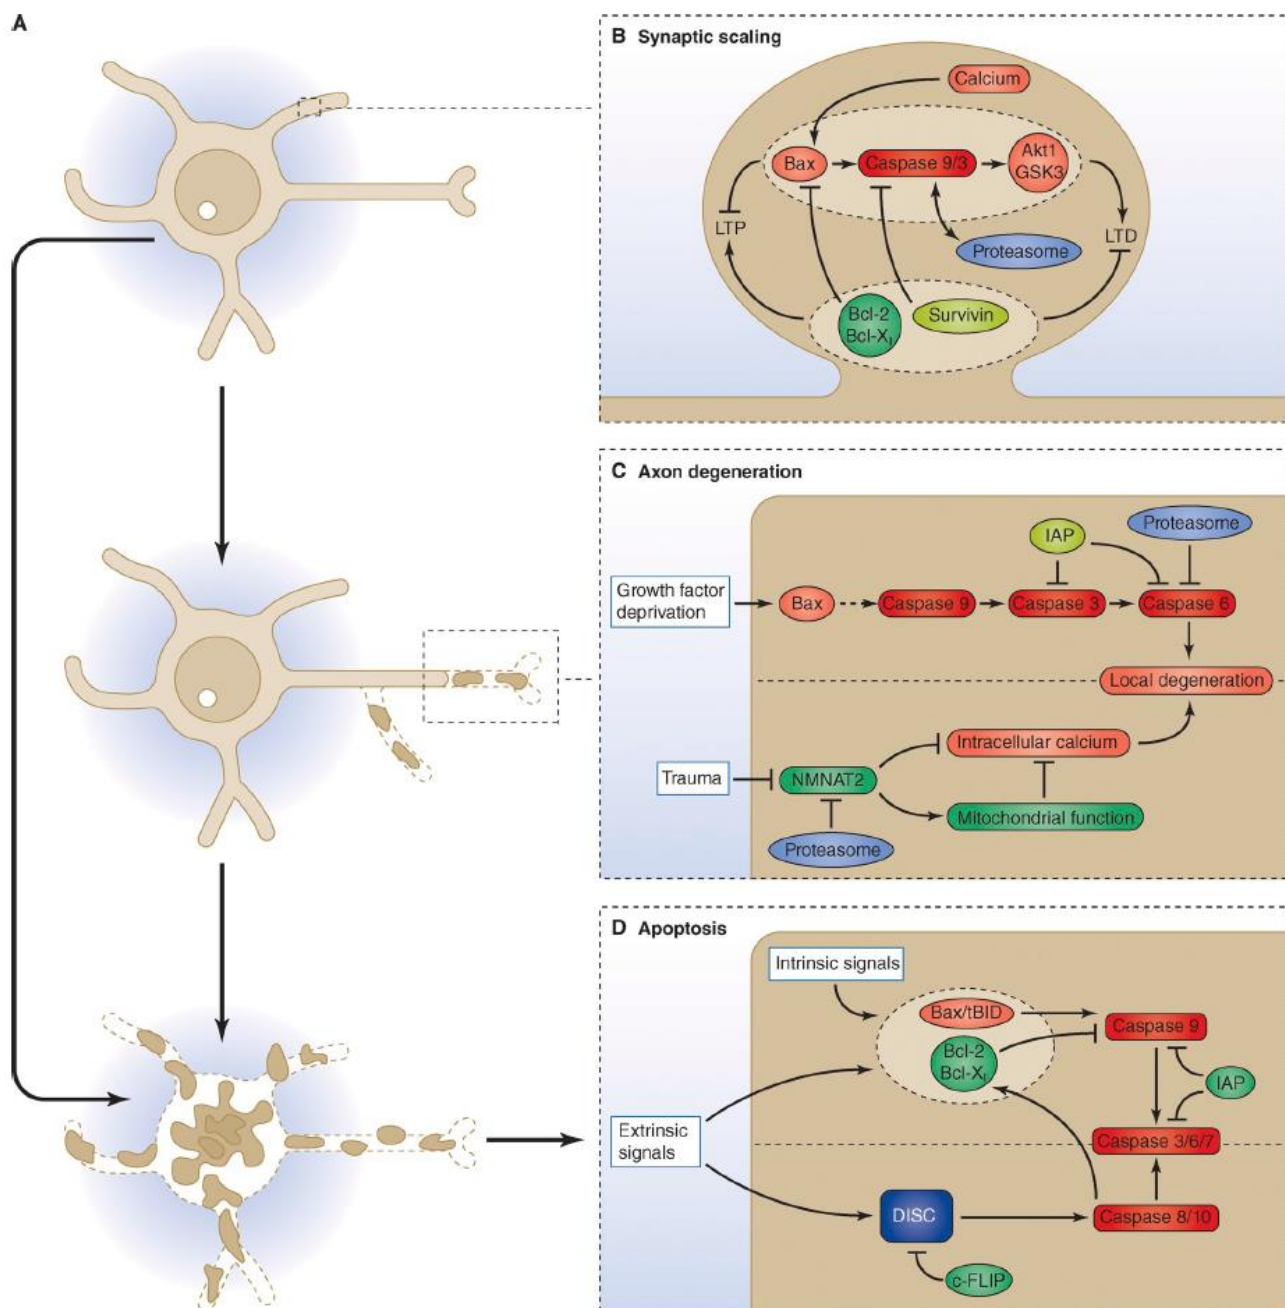 A
B Synaptic scaling
Calcium
Bax
Caspase 9/3
Akt1
GSK3
LTP
LTD
Proteasome
Bcl-2
Bcl-Xl
Survivin
C Axon degeneration
Proteasome
IAP
Growth factor
deprivation
Bax
Caspase 9
Caspase 3
Caspase 6
Local degeneration
Intracellular calcium
Trauma
NMNAT2
Mitochondrial function
Proteasome
D Apoptosis
Intrinsic signals
Bax/tBID
Caspase 9
Bcl-2
Bcl-Xl
IAP
Extrinsic
signals
Caspase 3/6/7
DISC
Caspase 8/10
c-FLIP